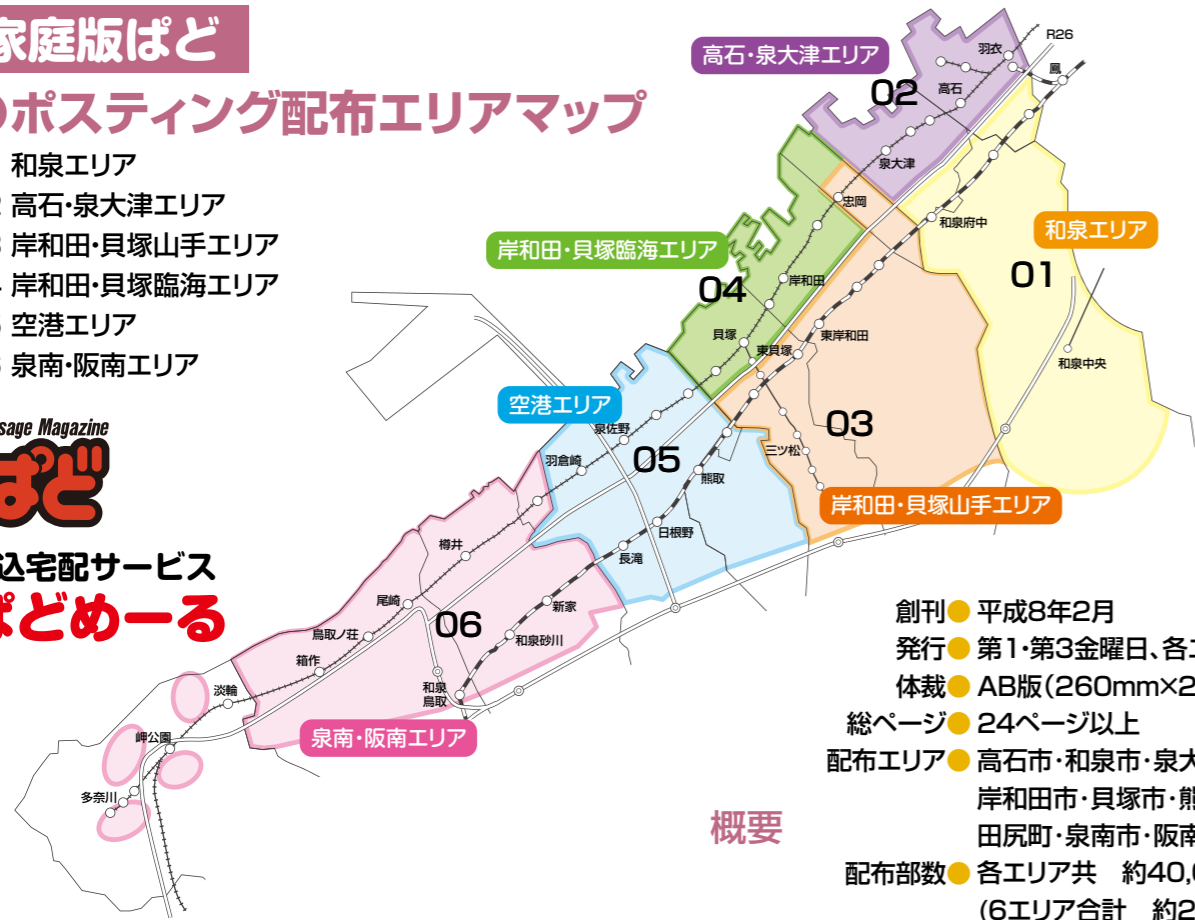 家庭版ぱど
のポスティング配布エリアマップ
和泉エリア
高石・泉大津エリア
岸和田・貝塚山手エリア
岸和田・貝塚臨海エリア
空港エリア
泉南・阪南エリア
sage Magazine
ぱど
込宅配サービス
ぱどめーる
高石・泉大津エリア
02
羽衣
R26
鳳
高石
泉大津
忠岡
和泉府中
和泉エリア
01
和泉中央
岸和田・貝塚臨海エリア
04
岸和田
貝塚
東貝塚
東岸和田
03
三ツ松
岸和田・貝塚山手エリア
空港エリア
泉佐野
05
羽倉崎
熊取
日根野
長滝
樽井
尾崎
新家
06
鳥取ノ荘
和泉砂川
箱作
和泉
鳥取
淡輪
泉南・阪南エリア
岬公園
多奈川
概要
創刊● 平成8年2月
発行● 第1・第3金曜日、各
体裁● AB版(260mm×2
総ページ● 24ページ以上
配布エリア● 高石市・和泉市・泉大
岸和田市・貝塚市・熊
田尻町・泉南市・阪南
配布部数● 各エリア共 約40,
(6エリア合計 約2